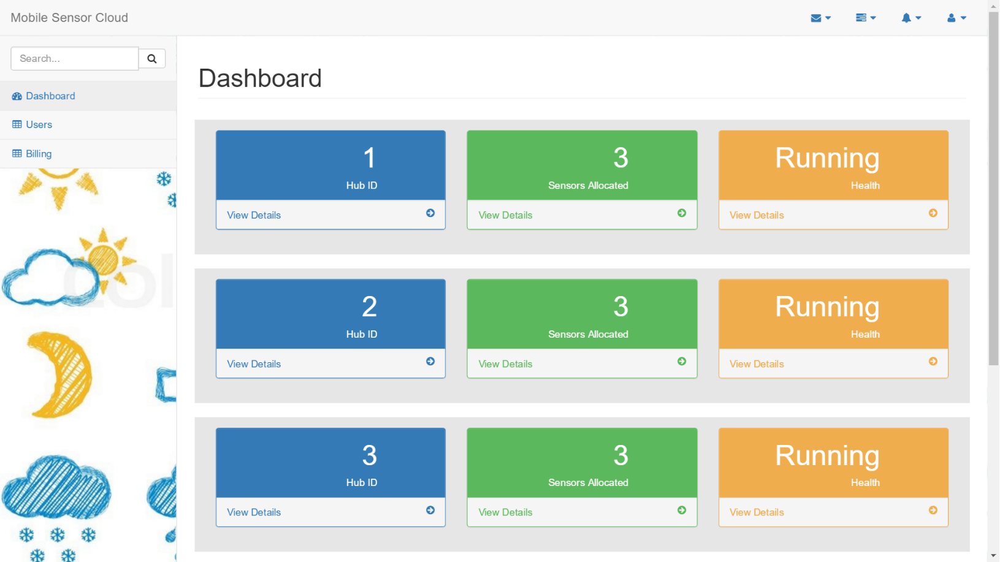 Mobile Sensor Cloud
Search...
Dashboard
Users
Billing
Dashboard
1
Hub ID
View Details
3
Sensors Allocated
View Details
Running
Health
View Details
2
Hub ID
View Details
3
Sensors Allocated
View Details
Running
Health
View Details
3
Hub ID
View Details
3
Sensors Allocated
View Details
Running
Health
View Details